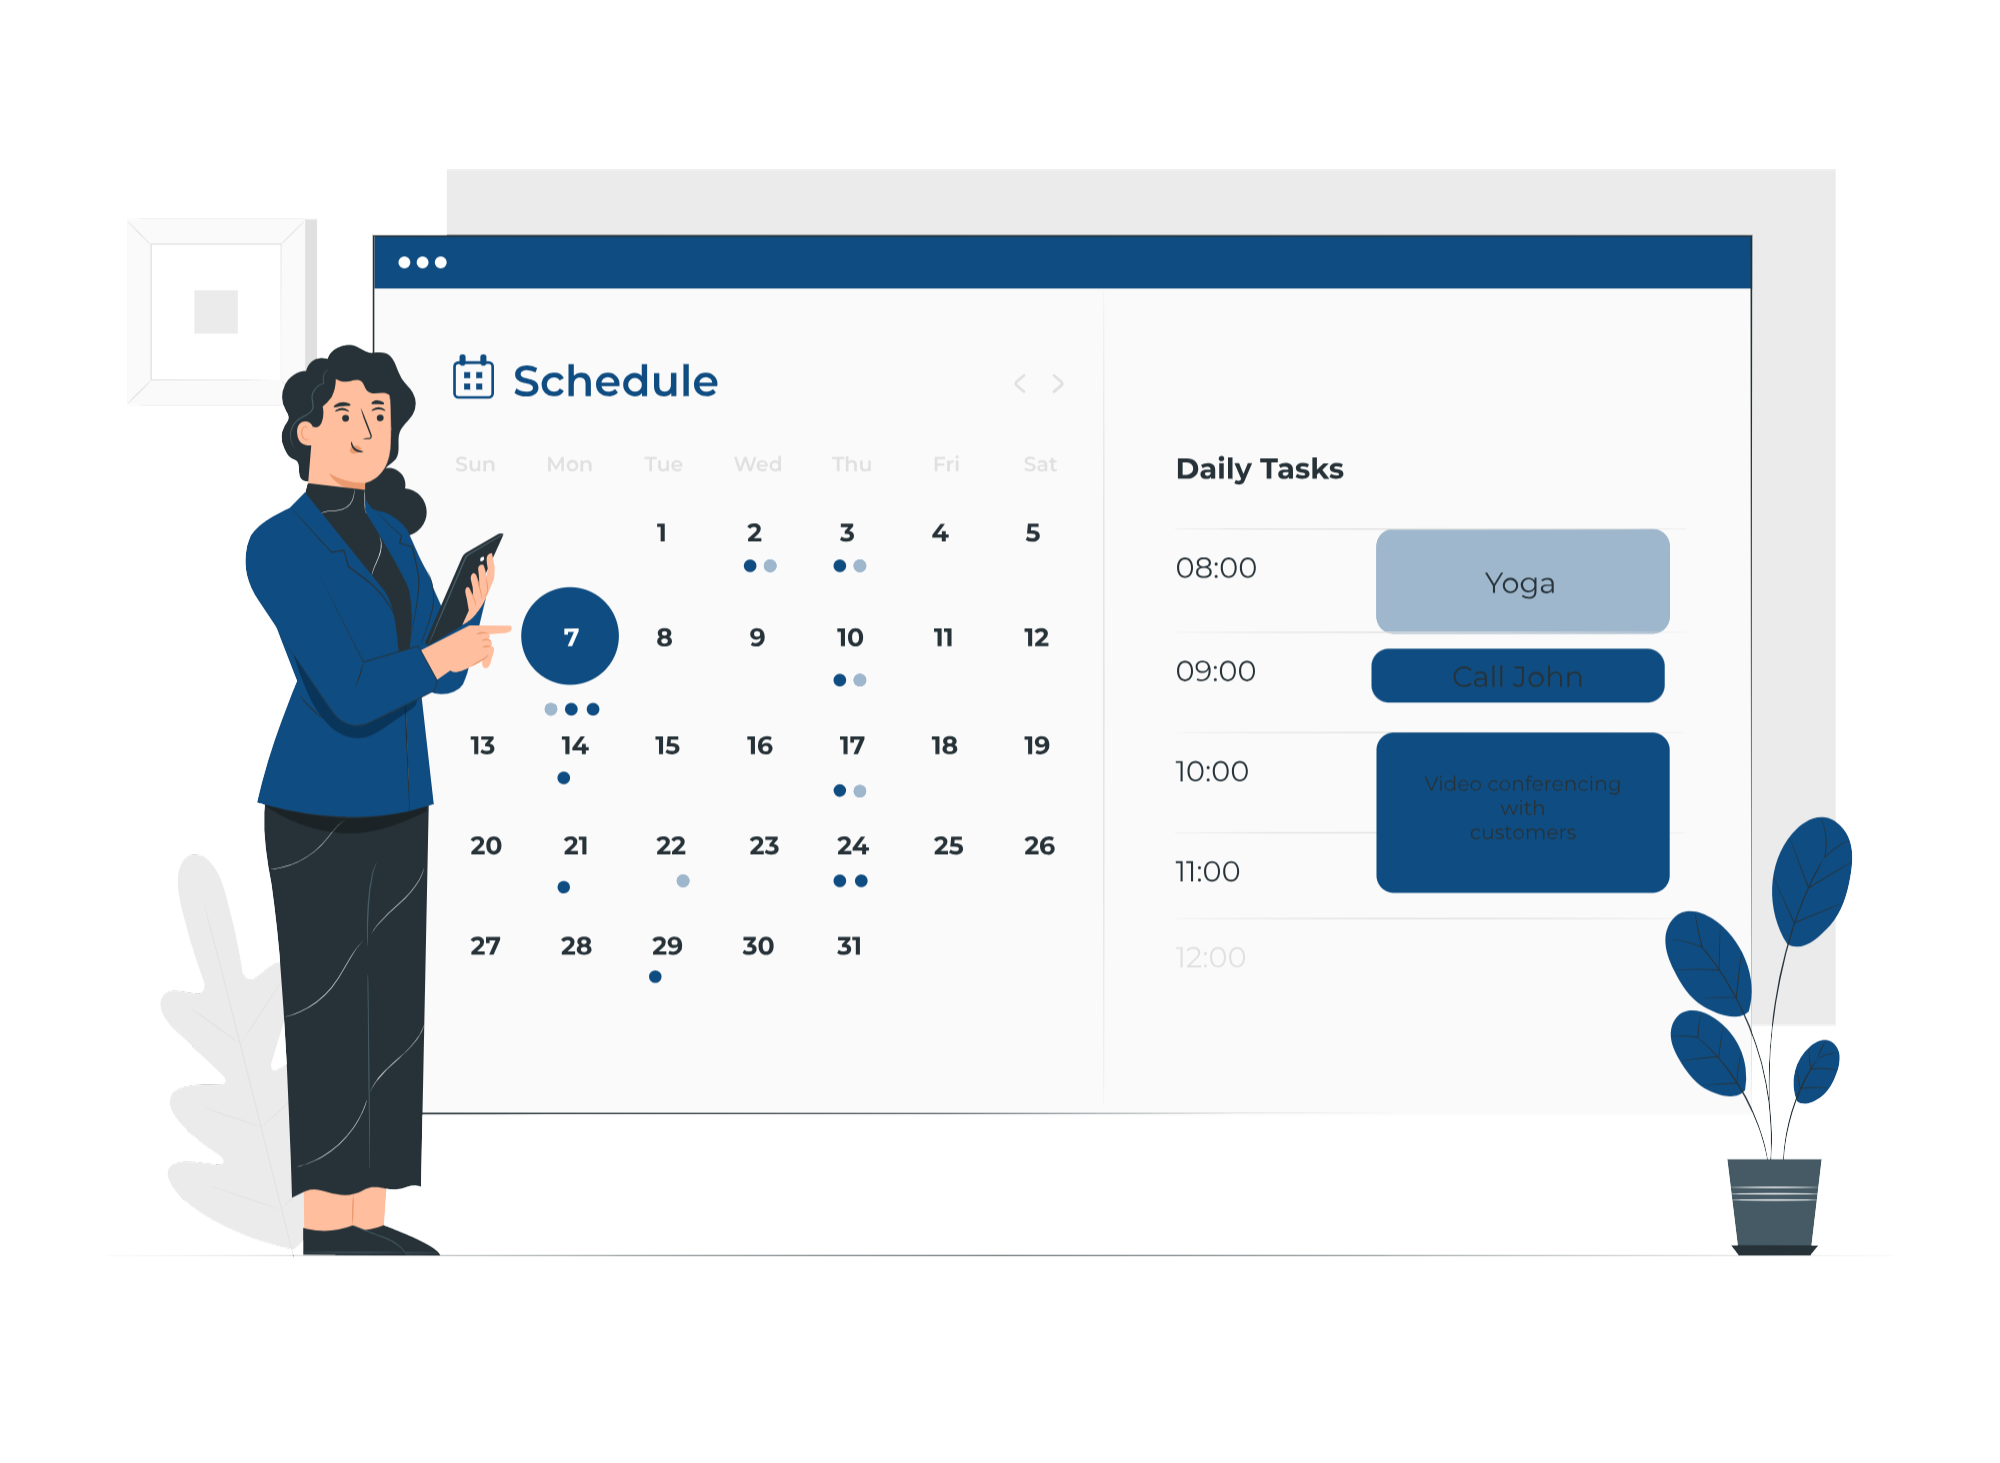 Schedule
< >
Sun Mon Tue Wed Thu Fri Sat
1 2 3 4 5
7 8 9 10 11 12
13 14 15 16 17 18 19
20 21 22 23 24 25 26
27 28 29 30 31
Daily Tasks
08:00 Yoga
09:00 Call John
10:00 Video conferencing
with
customers
11:00
12:00